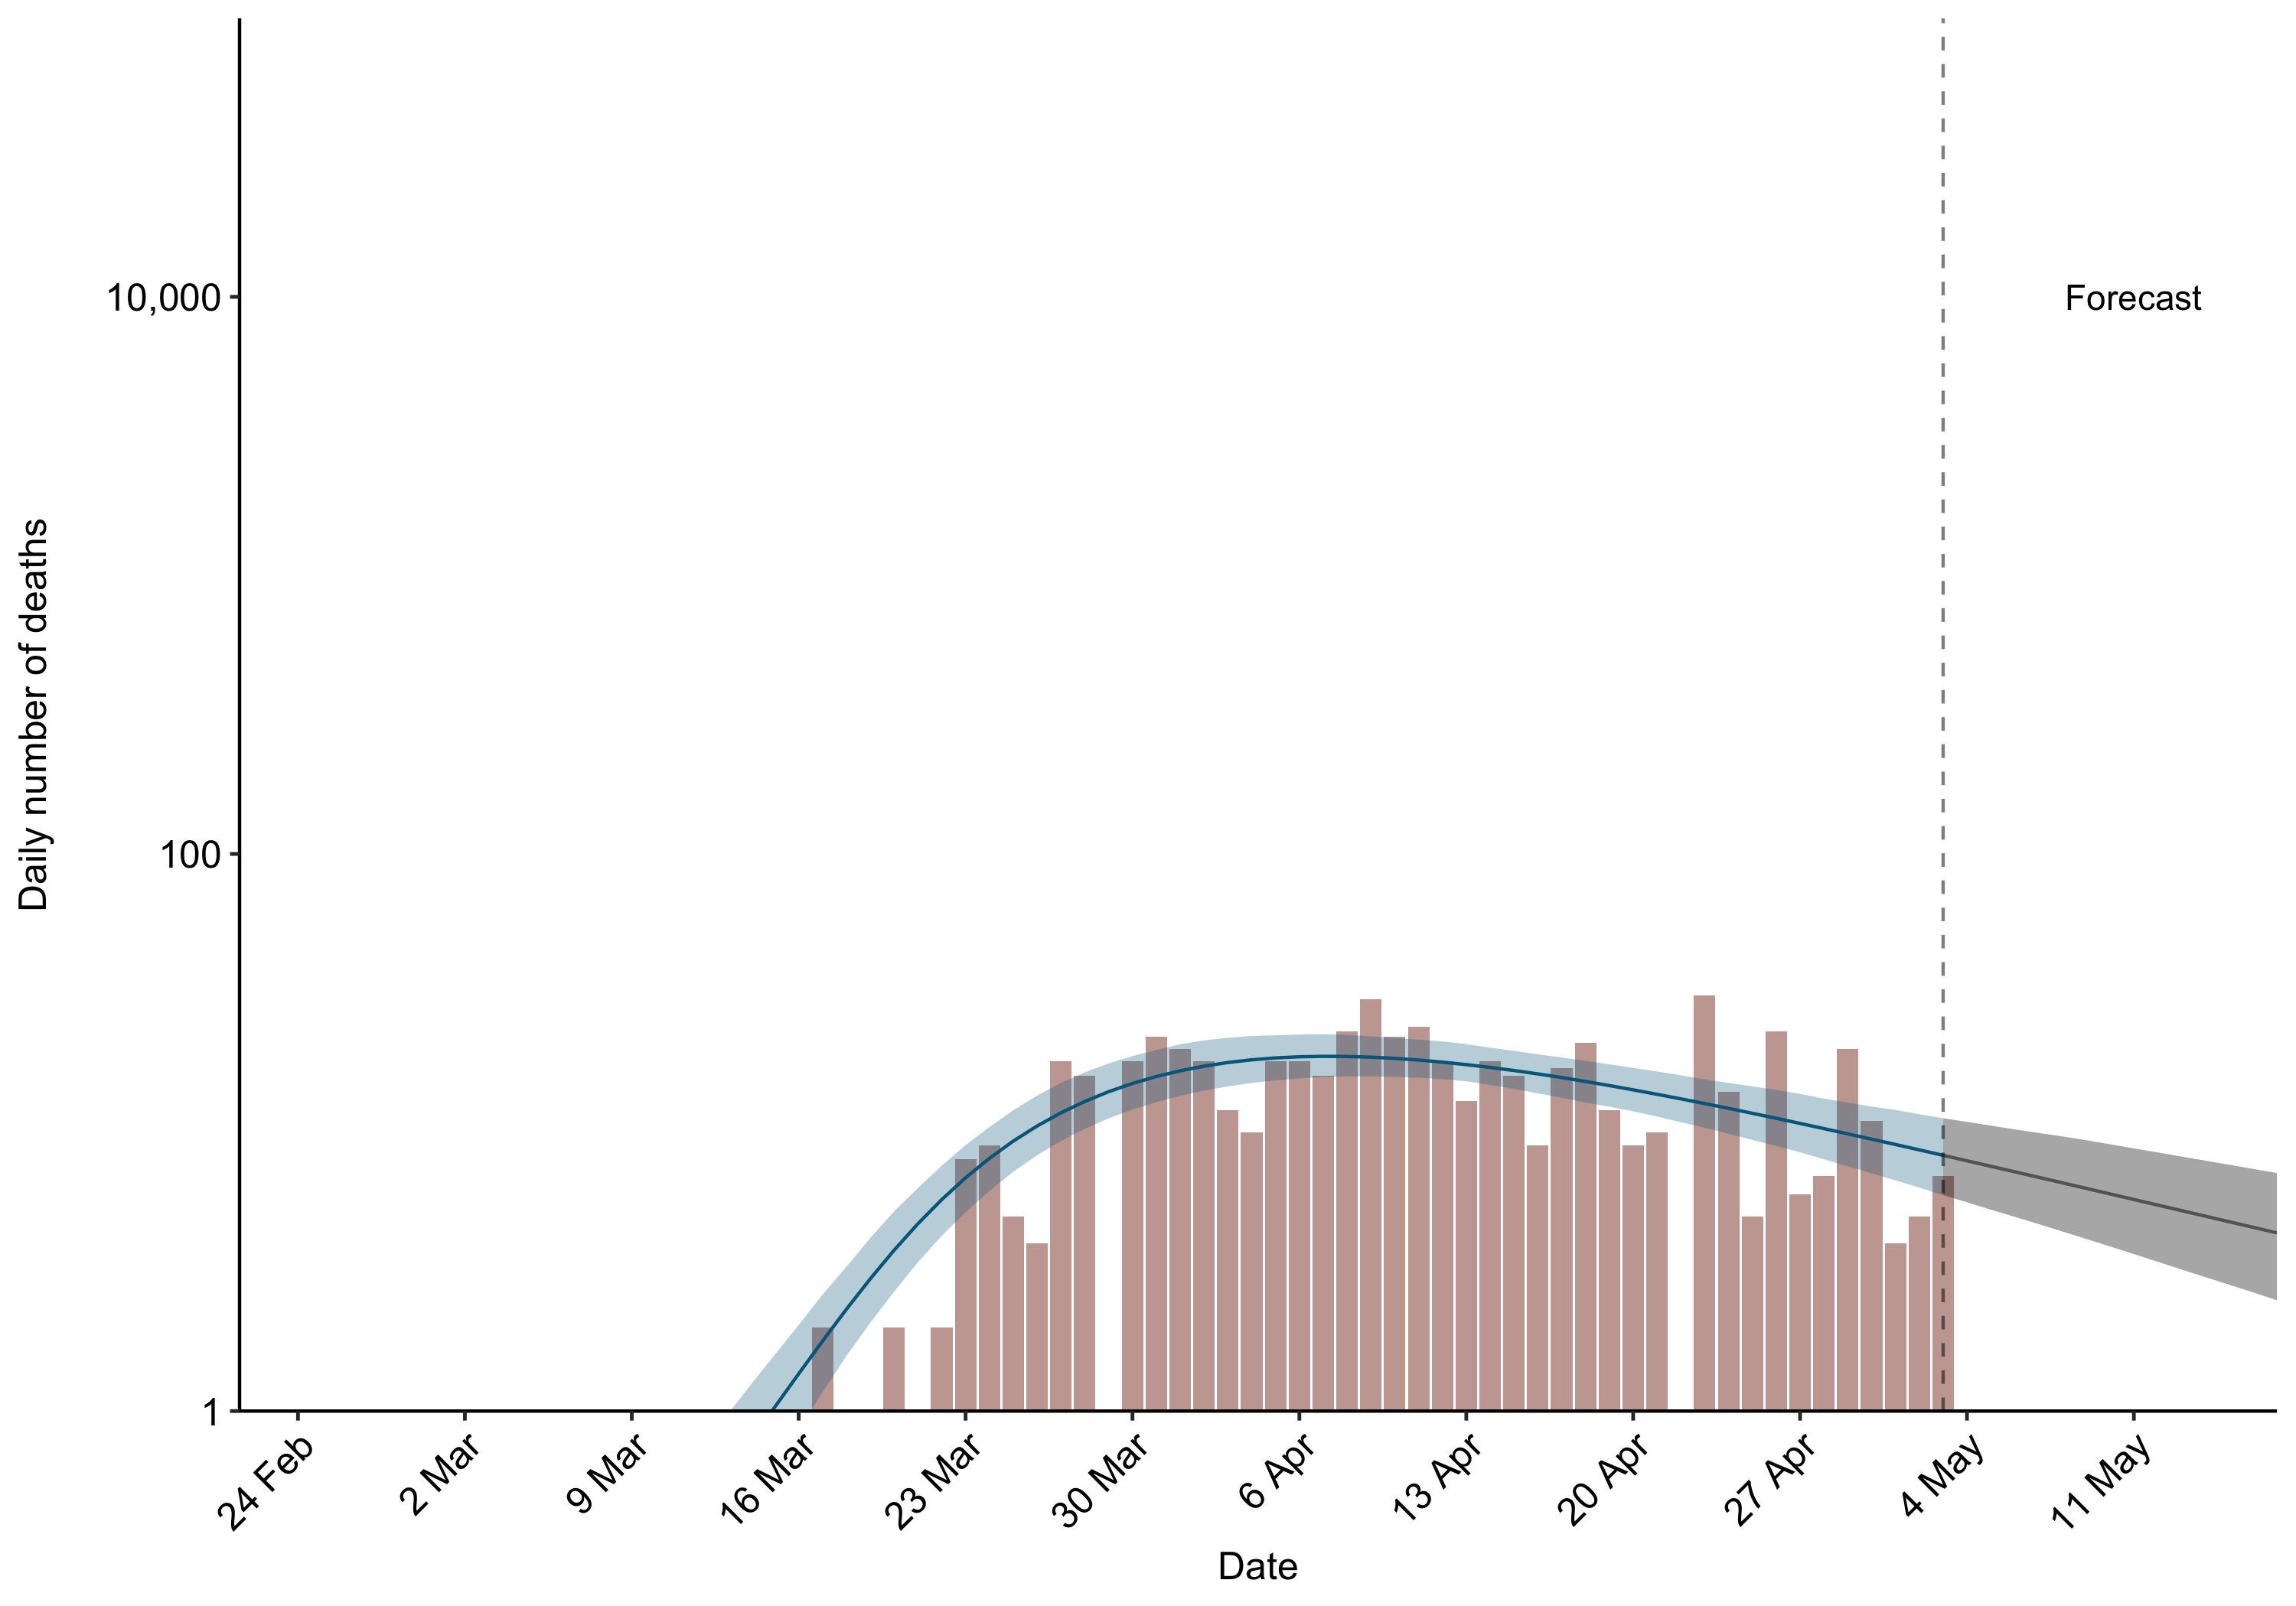 Daily number of deaths
10,000
100
1
Forecast
24 Feb
2 Mar
9 Mar
16 Mar
23 Mar
30 Mar
6 Apr
13 Apr
20 Apr
27 Apr
4 May
11 May
Date